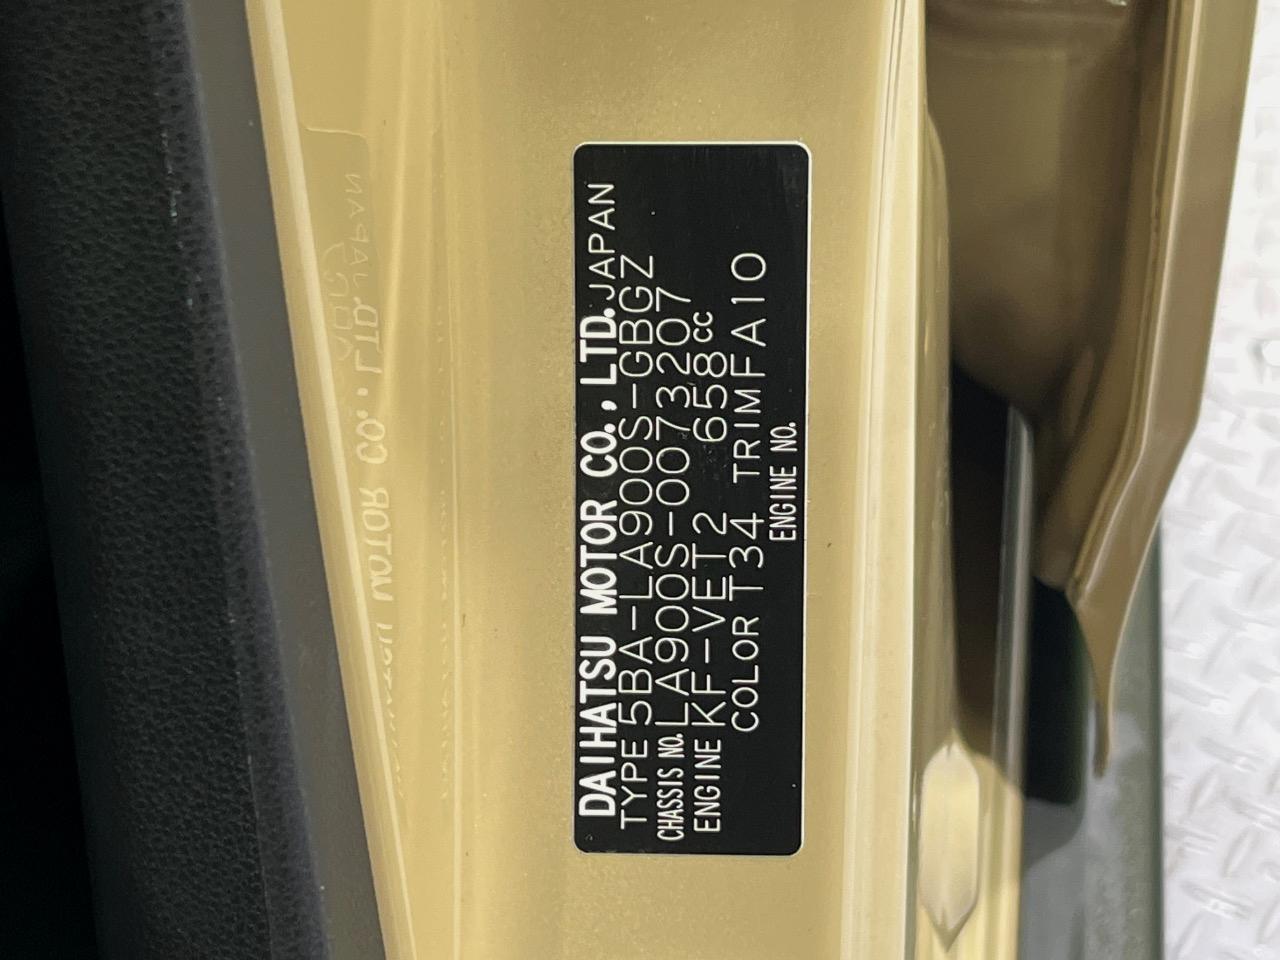 DAIHATSU MOTOR CO., LTD. JAPAN
TYPE 5BA-LA900S-GBGZ
CHASSIS NO. LA900S-0073207
ENGINE KF-VET2 658cc
COLOR T34 TRIM FA10
ENGINE NO.